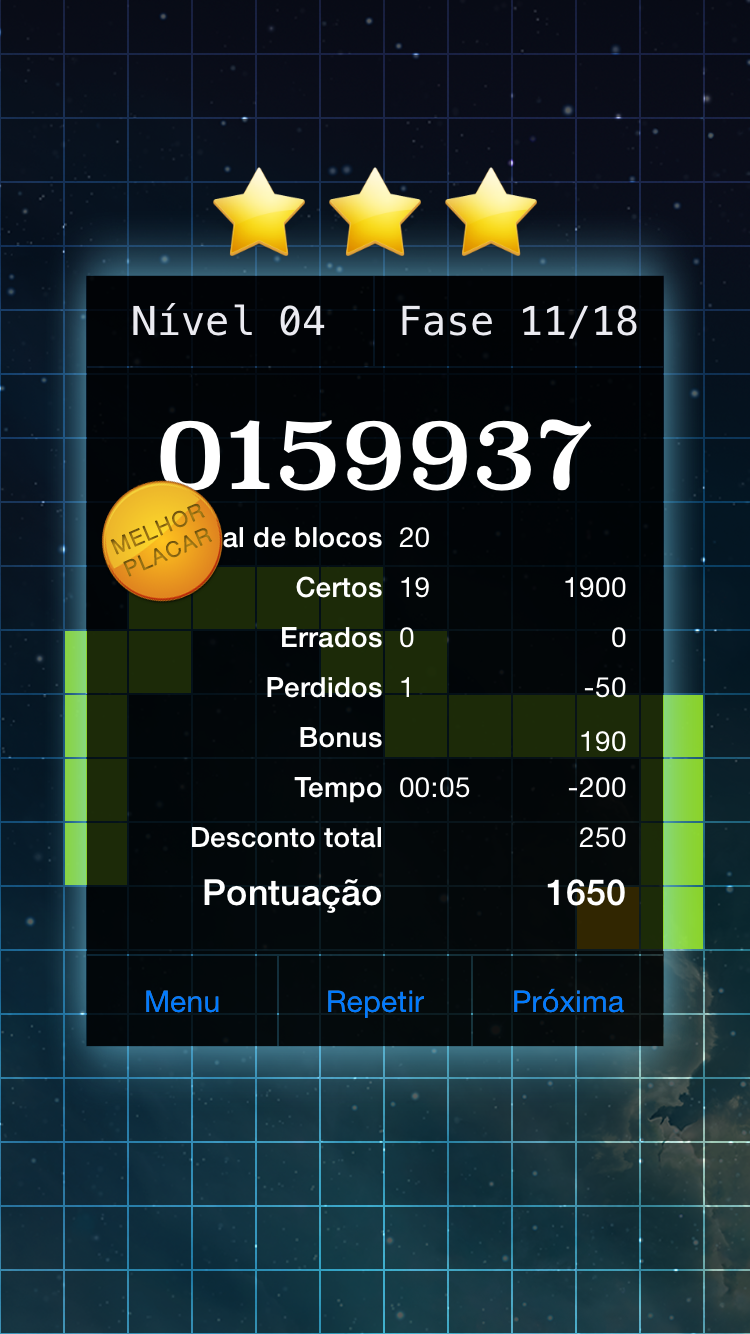 Nível 04 Fase 11/18
0159937
MELHOR
PLACAR
al de blocos 20
Certos 19 1900
Errados 0 0
Perdidos 1 -50
Bonus 190
Tempo 00:05 -200
Desconto total 250
Pontuação 1650
Menu Repetir Próxima